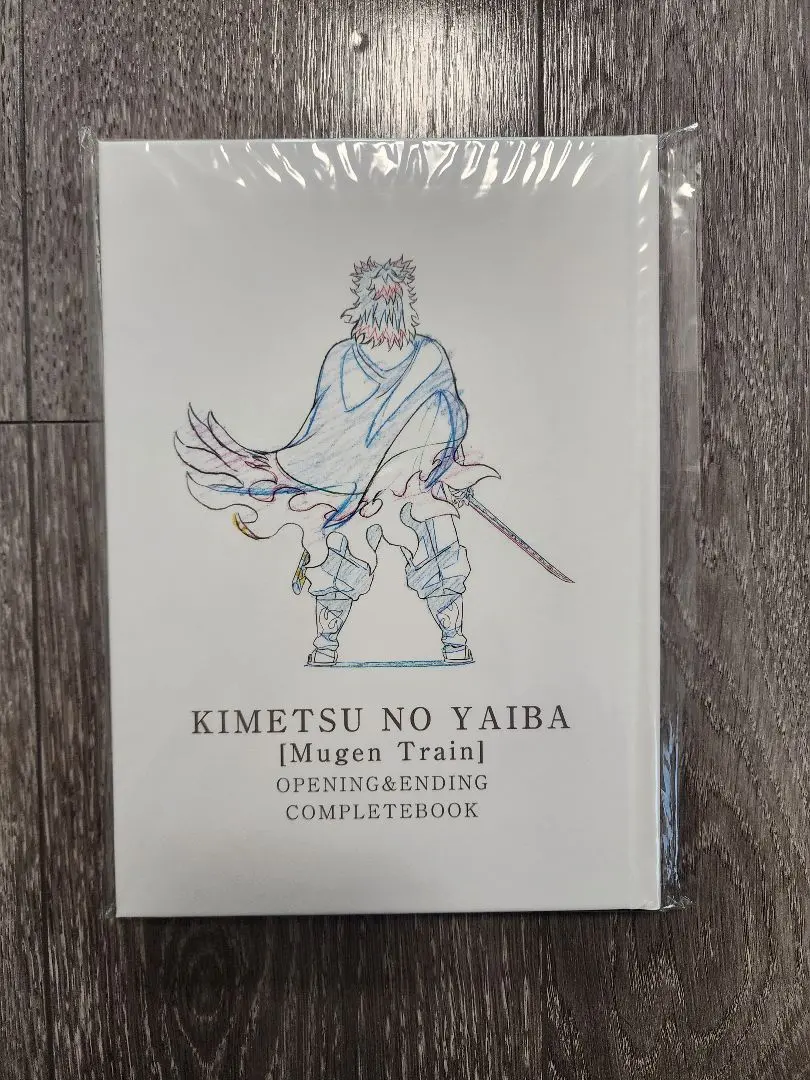 KIMETSU NO YAIBA
[Mugen Train]
OPENING&ENDING
COMPLETEBOOK